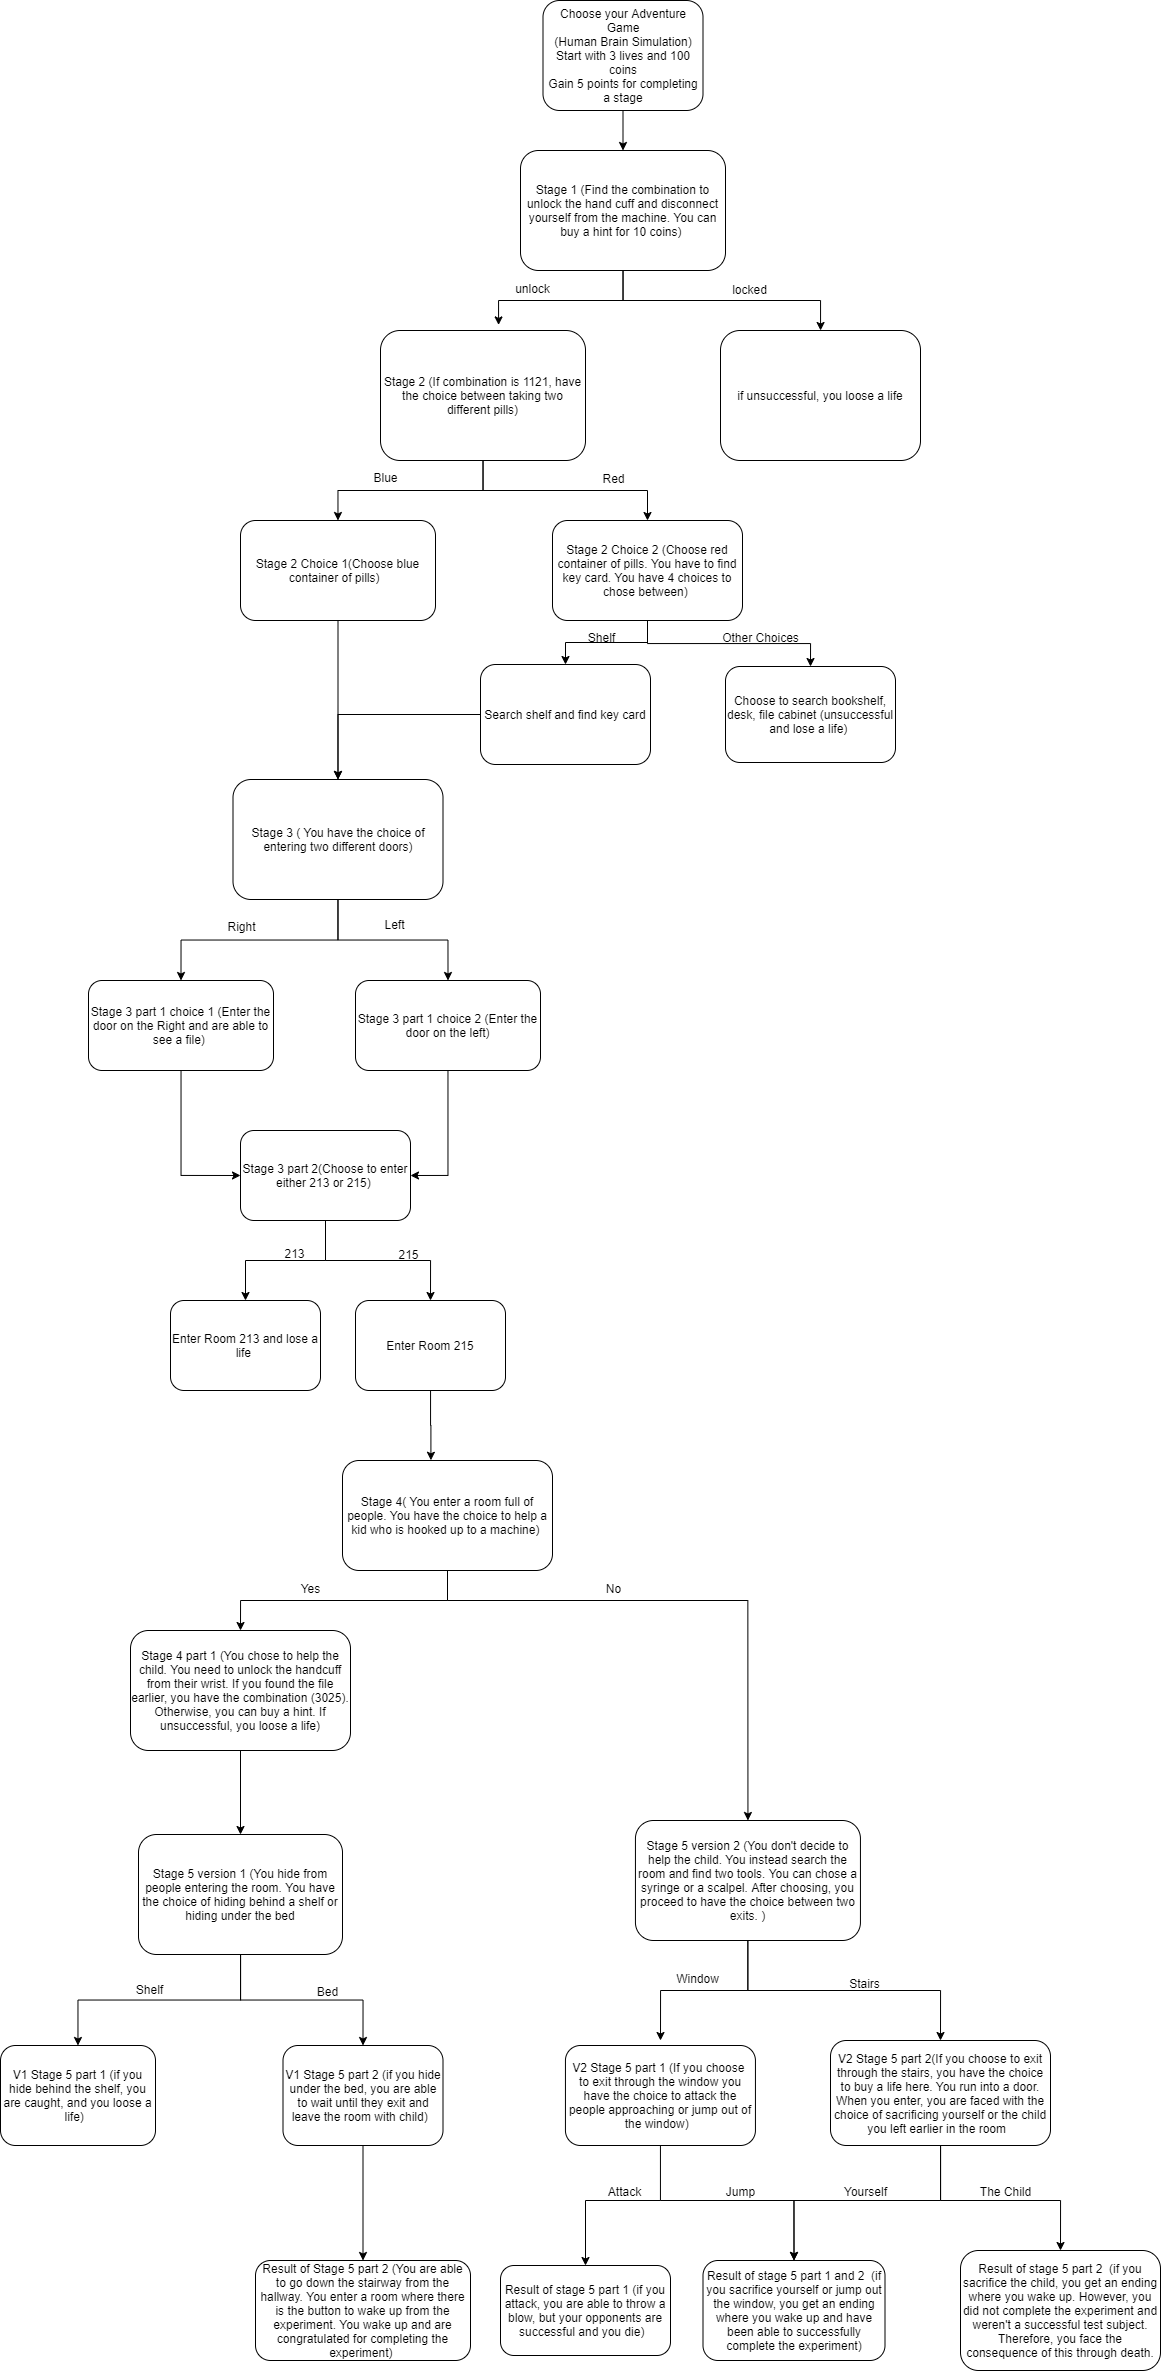 Choose your Adventure
Game
(Human Brain Simulation)
Start with 3 lives and 100
coins
Gain 5 points for completing
a stage
Stage 1 (Find the combination to
unlock the hand cuff and disconnect
yourself from the machine. You can
buy a hint for 10 coins)
unlock
locked
Stage 2 (If combination is 1121, have
the choice between taking two
different pills)
if unsuccessful, you loose a life
Blue
Red
Stage 2 Choice 1(Choose blue
container of pills)
Stage 2 Choice 2 (Choose red
container of pills. You have to find
key card. You have 4 choices to
chose between)
Shelf
Other Choices
Search shelf and find key card
Choose to search bookshelf,
desk, file cabinet (unsuccessful
and lose a life)
Stage 3 ( You have the choice of
entering two different doors)
Right
Left
Stage 3 part 1 choice 1 (Enter the
door on the Right and are able to
see a file)
Stage 3 part 1 choice 2 (Enter the
door on the left)
Stage 3 part 2(Choose to enter
either 213 or 215)
213
215
Enter Room 213 and lose a
life
Enter Room 215
Stage 4( You enter a room full of
people. You have the choice to help a
kid who is hooked up to a machine)
Yes
No
Stage 4 part 1 (You chose to help the
child. You need to unlock the handcuff
from their wrist. If you found the file
earlier, you have the combination (3025).
Otherwise, you can buy a hint. If
unsuccessful, you loose a life)
Stage 5 version 1 (You hide from
people entering the room. You have
the choice of hiding behind a shelf or
hiding under the bed
Stage 5 version 2 (You don't decide to
help the child. You instead search the
room and find two tools. You can chose a
syringe or a scalpel. After choosing, you
proceed to have the choice between two
exits. )
Shelf
Bed
Window
Stairs
V1 Stage 5 part 1 (if you
hide behind the shelf, you
are caught, and you loose a
life)
V1 Stage 5 part 2 (if you hide
under the bed, you are able
to wait until they exit and
leave the room with child)
V2 Stage 5 part 1 (If you choose
to exit through the window you
have the choice to attack the
people approaching or jump out of
the window)
V2 Stage 5 part 2(If you choose to exit
through the stairs, you have the choice
to buy a life here. You run into a door.
When you enter, you are faced with the
choice of sacrificing yourself or the child
you left earlier in the room
Attack
Jump
Yourself
The Child
Result of Stage 5 part 2 (You are able
to go down the stairway from the
hallway. You enter a room where there
is the button to wake up from the
experiment. You wake up and are
congratulated for completing the
experiment)
Result of stage 5 part 1 (if you
attack, you are able to throw a
blow, but your opponents are
successful and you die)
Result of stage 5 part 1 and 2  (if
you sacrifice yourself or jump out
the window, you get an ending
where you wake up and have
been able to successfully
complete the experiment)
Result of stage 5 part 2  (if you
sacrifice the child, you get an ending
where you wake up. However, you
did not complete the experiment and
weren't a successful test subject.
Therefore, you face the
consequence of this through death.